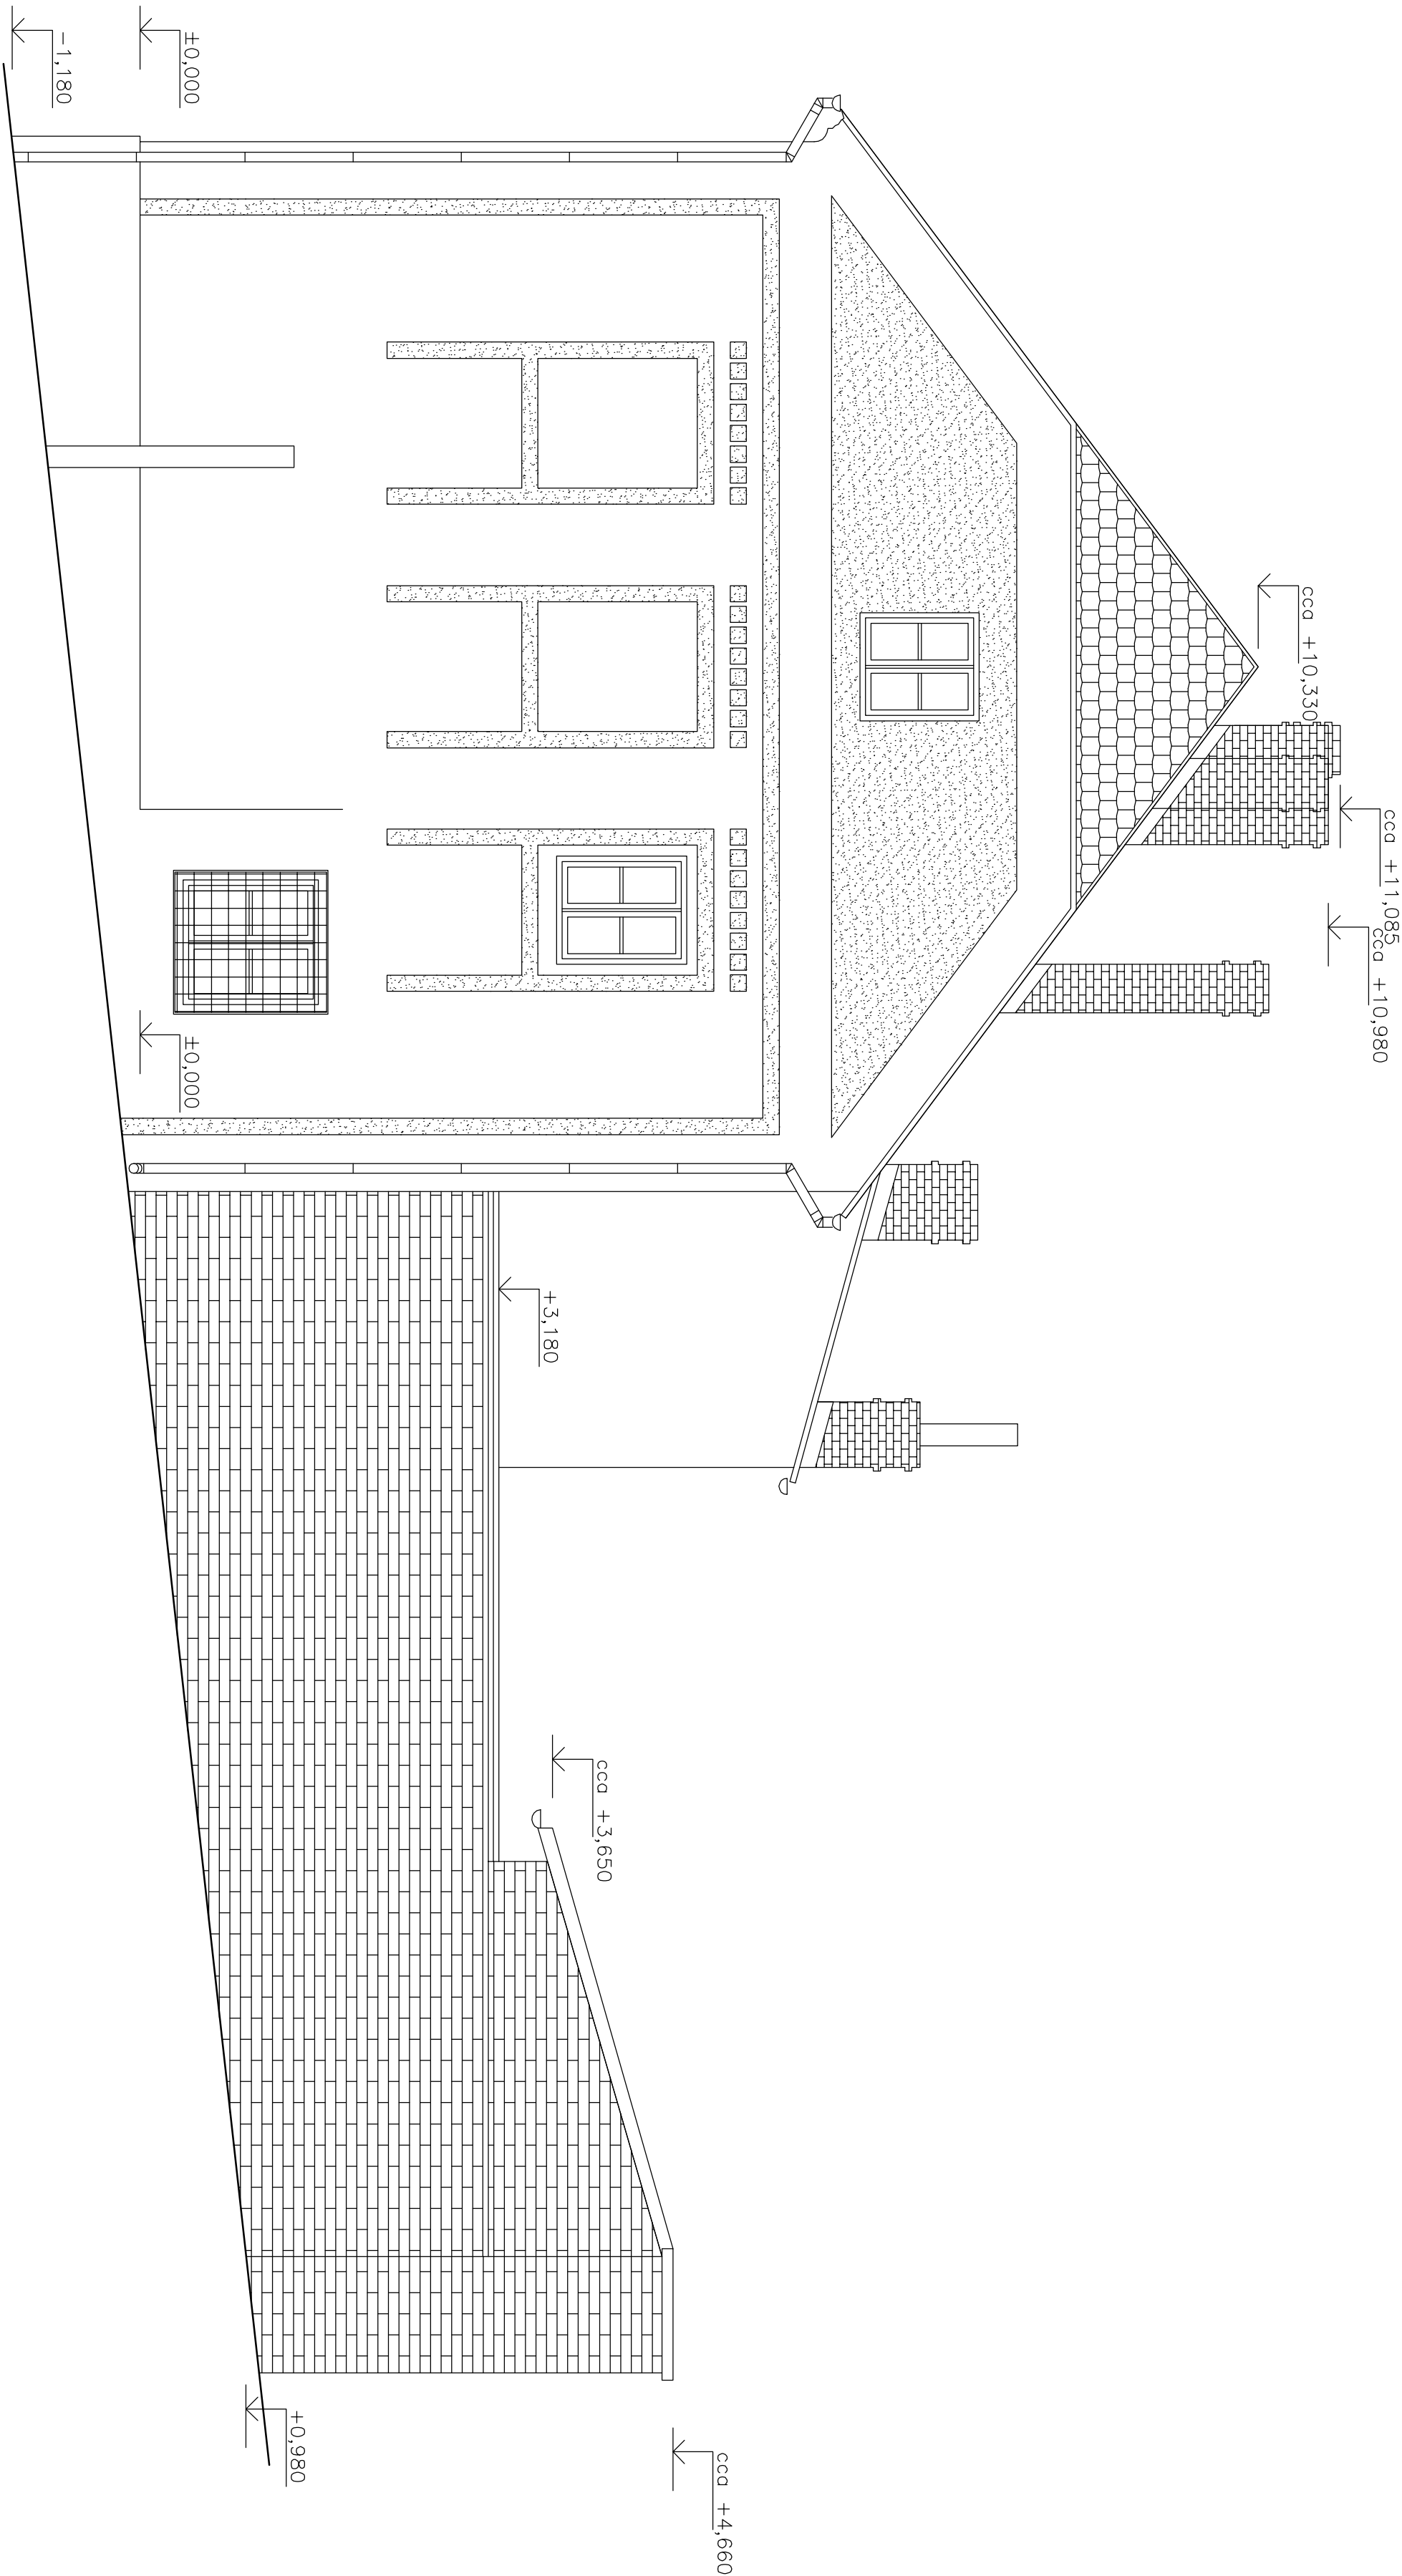 cca +11,085
cca +10,980
cca +10,330
cca +4,660
cca +3,650
+3,180
±0,000
±0,000
+0,980
-1,180